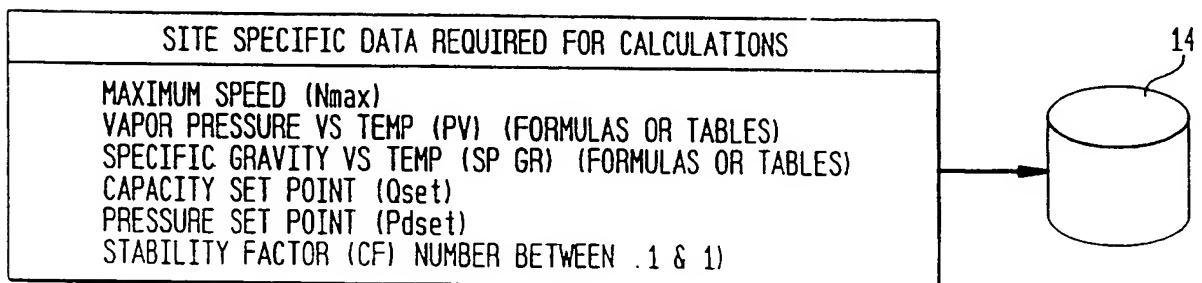 SITE SPECIFIC DATA REQUIRED FOR CALCULATIONS
14
MAXIMUM SPEED (Nmax)
VAPOR PRESSURE VS TEMP (PV) (FORMULAS OR TABLES)
SPECIFIC GRAVITY VS TEMP (SP GR) (FORMULAS OR TABLES)
CAPACITY SET POINT (Qset)
PRESSURE SET POINT (Pdset)
STABILITY FACTOR (CF) NUMBER BETWEEN .1 & 1)